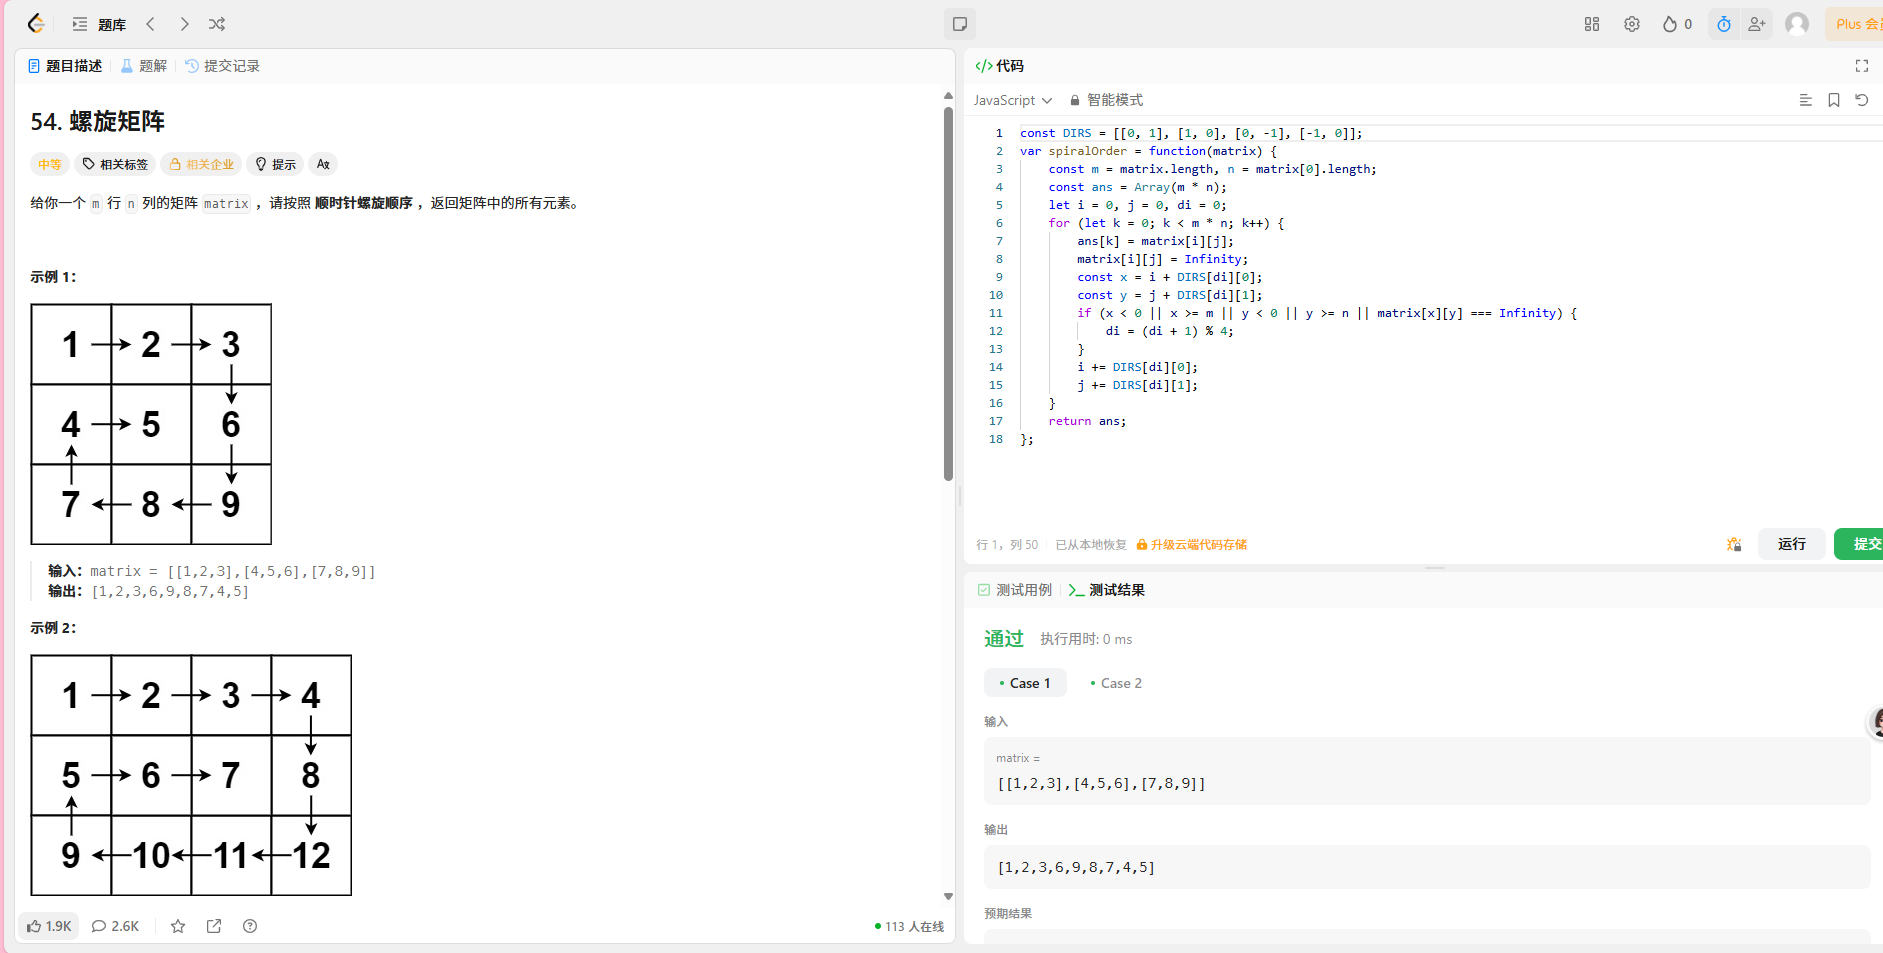 题库
0
Plus 会
题目描述
题解
提交记录
54. 螺旋矩阵
中等
相关标签
相关企业
提示
给你一个 m 行 n 列的矩阵 matrix ，请按照 顺时针螺旋顺序 ，返回矩阵中的所有元素。
示例 1：
1 2 3
4 5 6
7 8 9
输入：matrix = [[1,2,3],[4,5,6],[7,8,9]]
输出：[1,2,3,6,9,8,7,4,5]
示例 2：
1 2 3 4
5 6 7 8
9 10 11 12
1.9K
2.6K
113 人在线
</> 代码
JavaScript
智能模式
1 const DIRS = [[0, 1], [1, 0], [0, -1], [-1, 0]];
2 var spiralOrder = function(matrix) {
3     const m = matrix.length, n = matrix[0].length;
4     const ans = Array(m * n);
5     let i = 0, j = 0, di = 0;
6     for (let k = 0; k < m * n; k++) {
7         ans[k] = matrix[i][j];
8         matrix[i][j] = Infinity;
9         const x = i + DIRS[di][0];
10         const y = j + DIRS[di][1];
11         if (x < 0 || x >= m || y < 0 || y >= n || matrix[x][y] === Infinity) {
12             di = (di + 1) % 4;
13         }
14         i += DIRS[di][0];
15         j += DIRS[di][1];
16     }
17     return ans;
18 };
行 1，列 50
已从本地恢复
升级云端代码存储
运行
提交
测试用例
测试结果
通过
执行用时: 0 ms
Case 1
Case 2
输入
matrix =
[[1,2,3],[4,5,6],[7,8,9]]
输出
[1,2,3,6,9,8,7,4,5]
预期结果